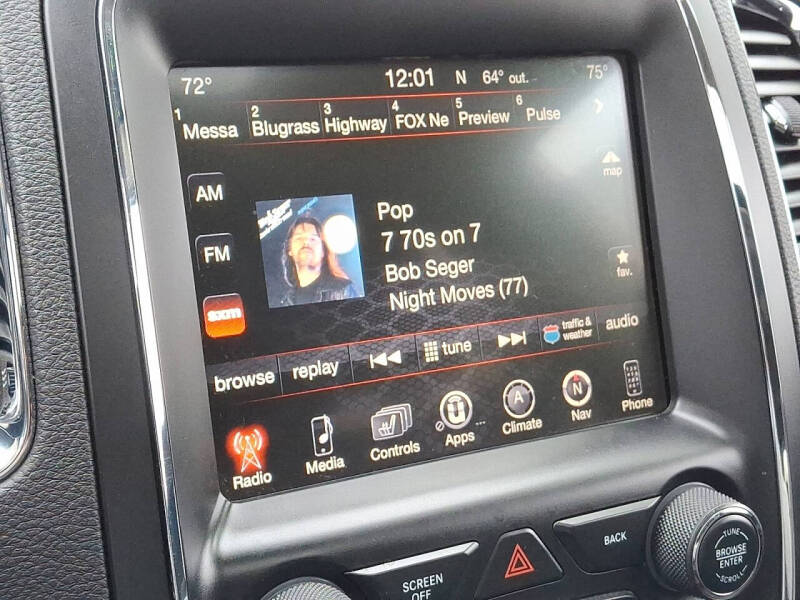 72° 12:01 N 64° out. 75°
1 Messa 2 Blugrass 3 Highway 4 FOX Ne 5 Preview 6 Pulse
map
AM
Pop
7 70s on 7
FM
Bob Seger
fav.
Night Moves (77)
sxm
browse replay tune traffic & weather audio
Radio Media Controls Apps Climate Nav Phone
A N
SCREEN OFF
BACK
TUNE
BROWSE
ENTER
SCROLL